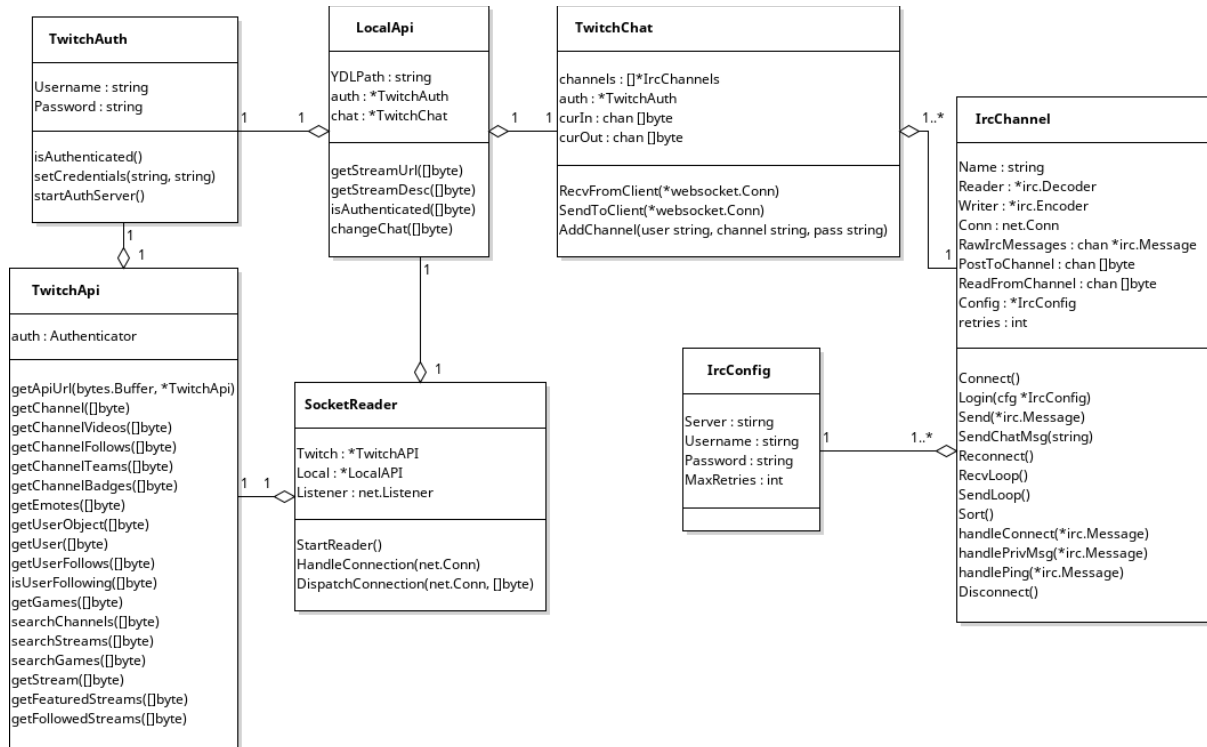 TwitchAuth
Username : string
Password : string
isAuthenticated()
setCredentials(string, string)
startAuthServer()
1
1
LocalApi
YDLPath : string
auth : *TwitchAuth
chat : *TwitchChat
getStreamUrl([]byte)
getStreamDesc([]byte)
isAuthenticated([]byte)
changeChat([]byte)
1
1
TwitchChat
channels : []*IrcChannels
auth : *TwitchAuth
curIn : chan []byte
curOut : chan []byte
RecvFromClient(*websocket.Conn)
SendToClient(*websocket.Conn)
AddChannel(user string, channel string, pass string)
1..*
1
IrcChannel
Name : string
Reader : *irc.Decoder
Writer : *irc.Encoder
Conn : net.Conn
RawIrcMessages : chan *irc.Message
PostToChannel : chan []byte
ReadFromChannel : chan []byte
Config : *IrcConfig
retries : int
Connect()
Login(cfg *IrcConfig)
Send(*irc.Message)
SendChatMsg(string)
Reconnect()
RecvLoop()
SendLoop()
Sort()
handleConnect(*irc.Message)
handlePrivMsg(*irc.Message)
handlePing(*irc.Message)
Disconnect()
1
1
TwitchApi
auth : Authenticator
getApiUrl(bytes.Buffer, *TwitchApi)
getChannel([]byte)
getChannelVideos([]byte)
getChannelFollows([]byte)
getChannelTeams([]byte)
getChannelBadges([]byte)
getEmotes([]byte)
getUserObject([]byte)
getUser([]byte)
getUserFollows([]byte)
isUserFollowing([]byte)
getGames([]byte)
searchChannels([]byte)
searchStreams([]byte)
searchGames([]byte)
getStream([]byte)
getFeaturedStreams([]byte)
getFollowedStreams([]byte)
1
1
1
1
SocketReader
Twitch : *TwitchAPI
Local : *LocalAPI
Listener : net.Listener
StartReader()
HandleConnection(net.Conn)
DispatchConnection(net.Conn, []byte)
IrcConfig
Server : stirng
Username : stirng
Password : string
MaxRetries : int
1
1..*